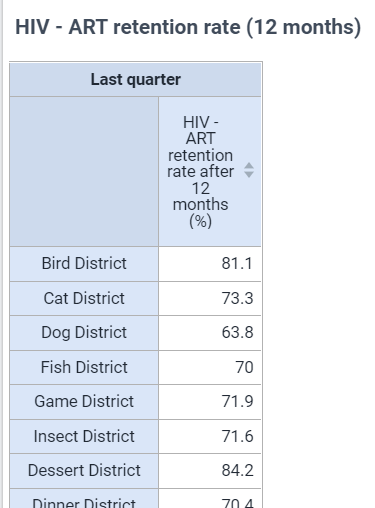 HIV - ART retention rate (12 months)
Last quarter
HIV -
ART
retention
rate after
12
months
(%)
Bird District 81.1
Cat District 73.3
Dog District 63.8
Fish District 70
Game District 71.9
Insect District 71.6
Dessert District 84.2
Dinner District 70.4